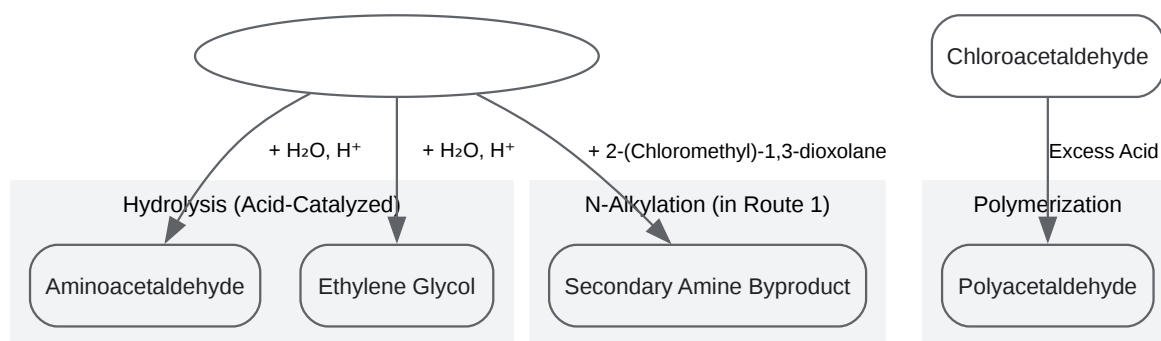 Chloroacetaldehyde
+ H₂O, H⁺
+ H₂O, H⁺
+ 2-(Chloromethyl)-1,3-dioxolane
Excess Acid
Hydrolysis (Acid-Catalyzed)
N-Alkylation (in Route 1)
Polymerization
Aminoacetaldehyde
Ethylene Glycol
Secondary Amine Byproduct
Polyacetaldehyde